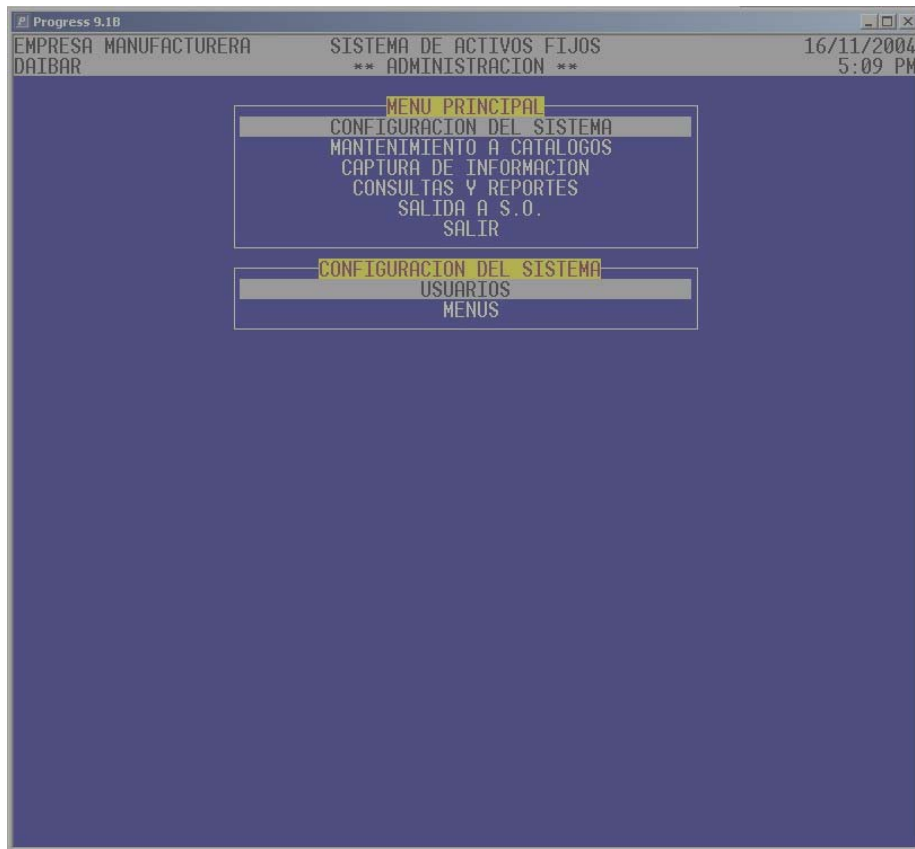 Progress 9.1B
EMPRESA MANUFACTURERA SISTEMA DE ACTIVOS FIJOS 16/11/2004
DAIBAR ** ADMINISTRACION ** 5:09 PM
MENU PRINCIPAL
CONFIGURACION DEL SISTEMA
MANTENIMIENTO A CATALOGOS
CAPTURA DE INFORMACION
CONSULTAS Y REPORTES
SALIDA A S.O.
SALIR
CONFIGURACION DEL SISTEMA
USUARIOS
MENUS